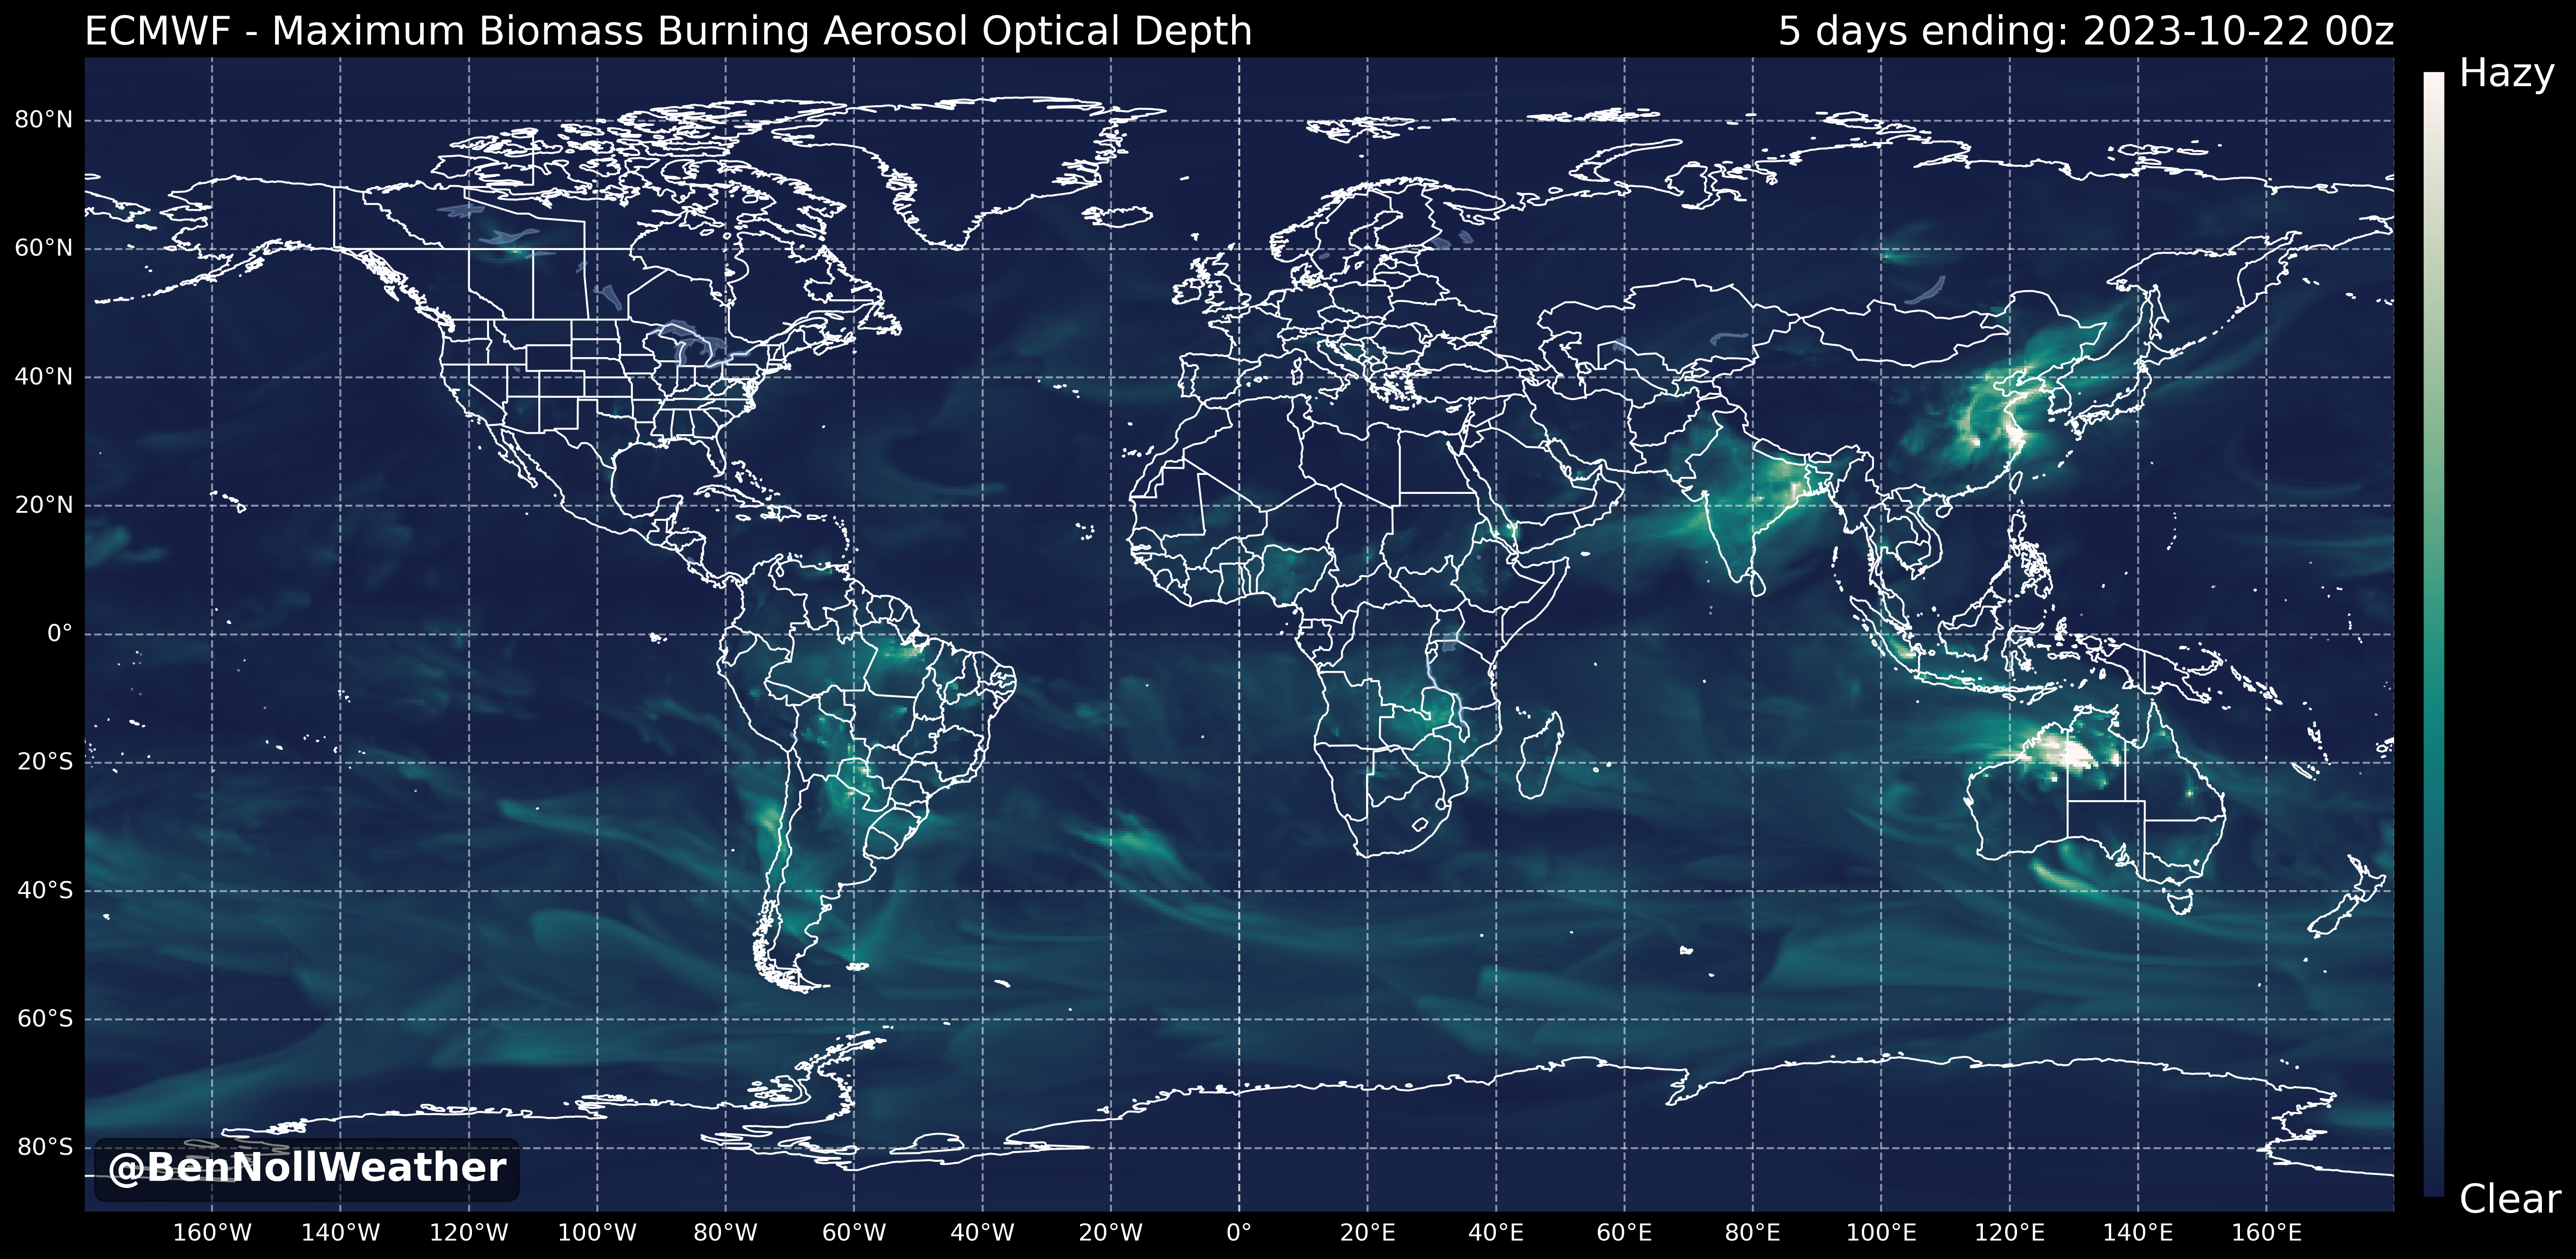 ECMWF - Maximum Biomass Burning Aerosol Optical Depth
5 days ending: 2023-10-22 00z
Hazy
80°N
60°N
40°N
20°N
0°
20°S
40°S
60°S
80°S
@BenNollWeather
Clear
160°W 140°W 120°W 100°W 80°W 60°W 40°W 20°W 0° 20°E 40°E 60°E 80°E 100°E 120°E 140°E 160°E